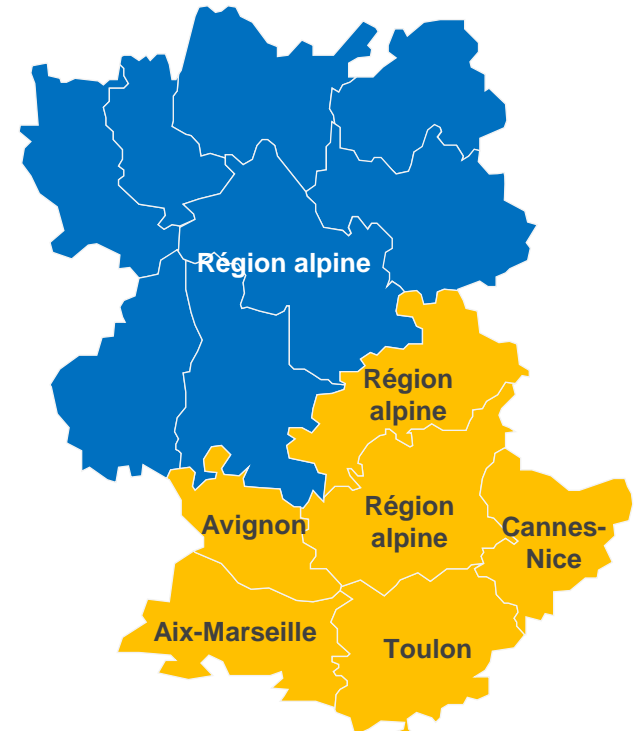 Région alpine
Région
alpine
Région
alpine
Avignon
Cannes-
Nice
Aix-Marseille
Toulon